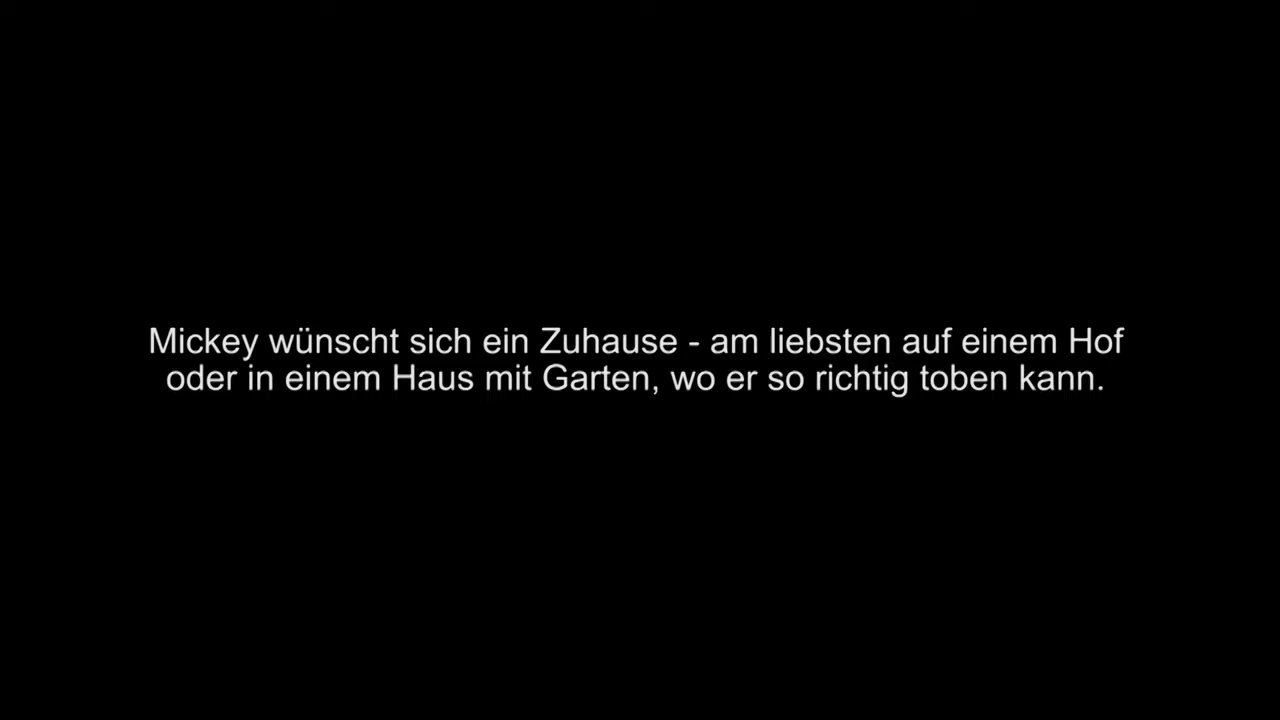 Mickey wünscht sich ein Zuhause - am liebsten auf einem Hof
oder in einem Haus mit Garten, wo er so richtig toben kann.